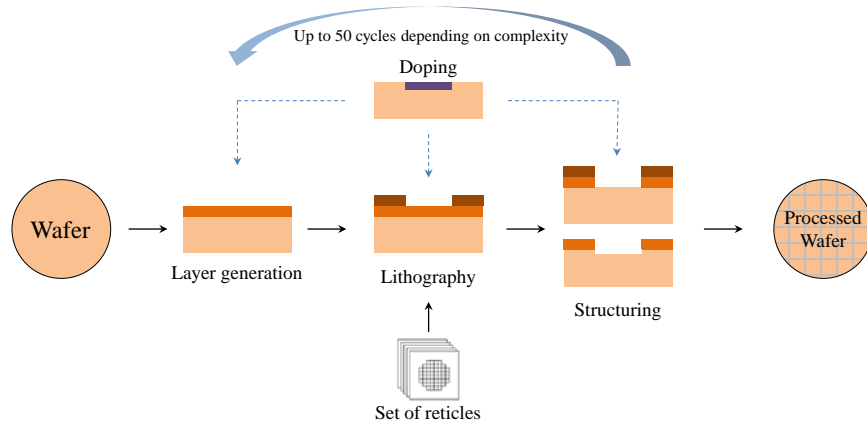 Up to 50 cycles depending on complexity
Doping
Wafer
Layer generation
Lithography
Structuring
Processed
Wafer
Set of reticles